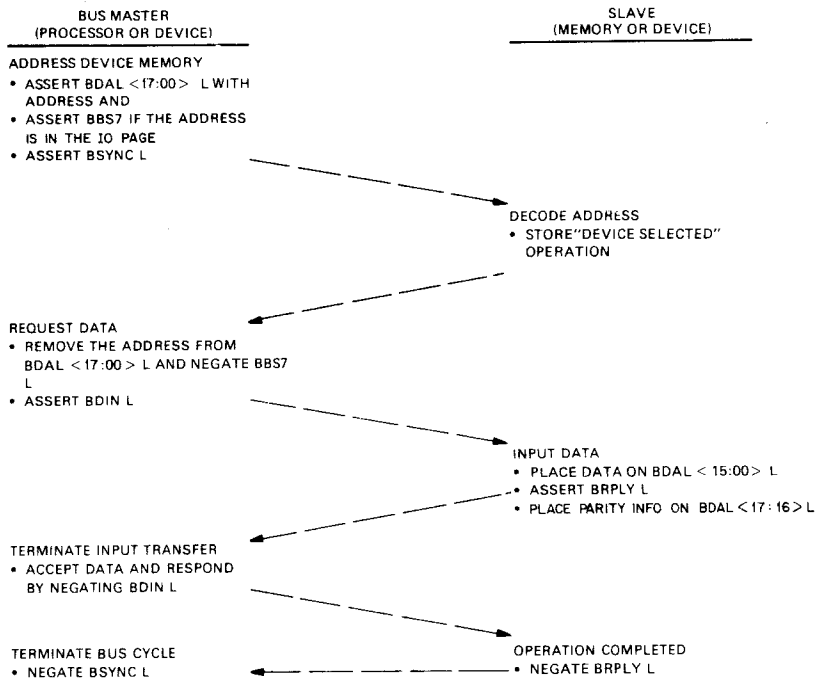 BUS MASTER
(PROCESSOR OR DEVICE)
SLAVE
(MEMORY OR DEVICE)
ADDRESS DEVICE MEMORY
• ASSERT BDAL <17:00> L WITH
ADDRESS AND
• ASSERT BBS7 IF THE ADDRESS
IS IN THE IO PAGE
• ASSERT BSYNC L
DECODE ADDRESS
• STORE"DEVICE SELECTED"
OPERATION
REQUEST DATA
• REMOVE THE ADDRESS FROM
BDAL <17:00> L AND NEGATE BBS7
L
• ASSERT BDIN L
INPUT DATA
• PLACE DATA ON BDAL <15:00> L
• ASSERT BRPLY L
• PLACE PARITY INFO ON BDAL <17:16> L
TERMINATE INPUT TRANSFER
• ACCEPT DATA AND RESPOND
BY NEGATING BDIN L
OPERATION COMPLETED
• NEGATE BRPLY L
TERMINATE BUS CYCLE
• NEGATE BSYNC L